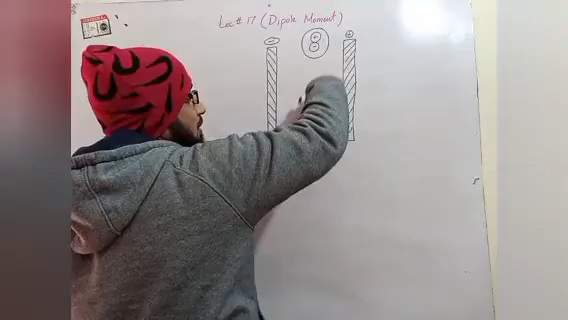 Lec# 17 (Dipole Moment)
- + +
-